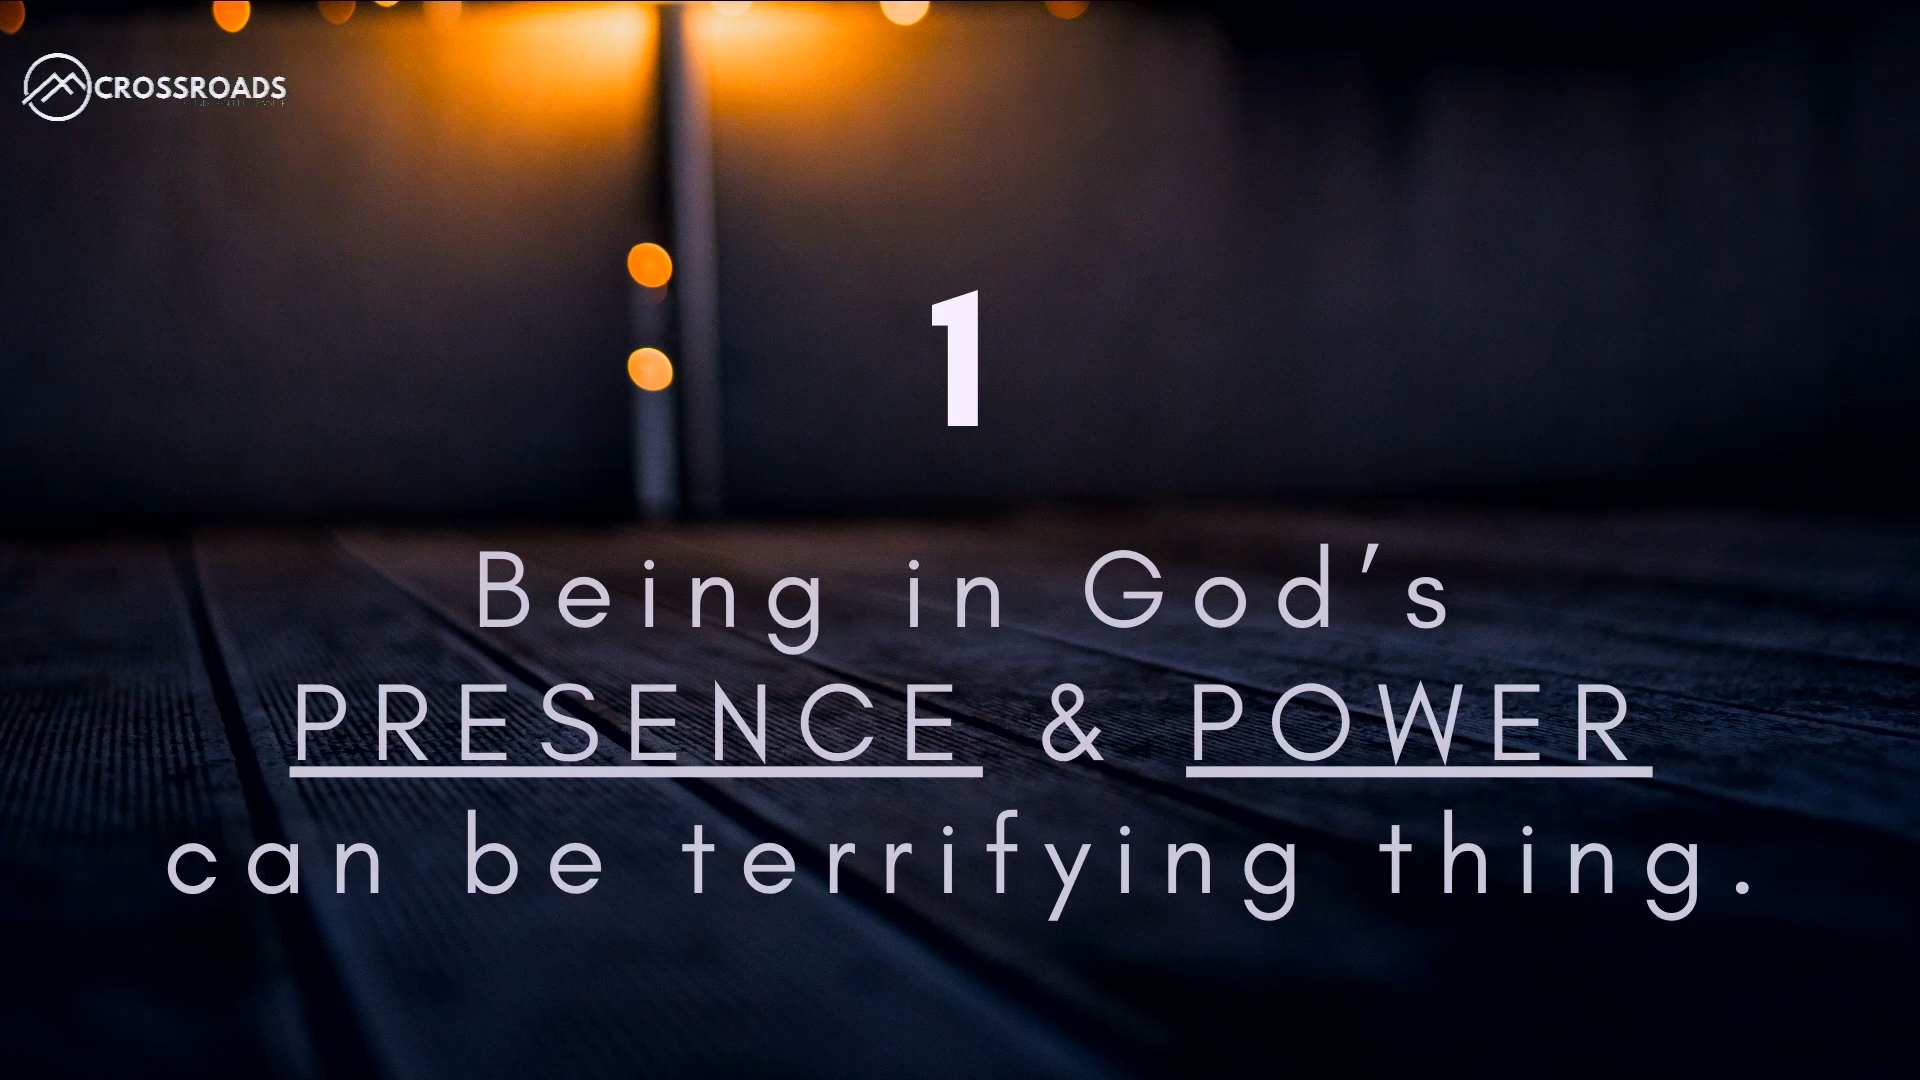 CROSSROADS
1
Being in God’s
PRESENCE & POWER
can be terrifying thing.